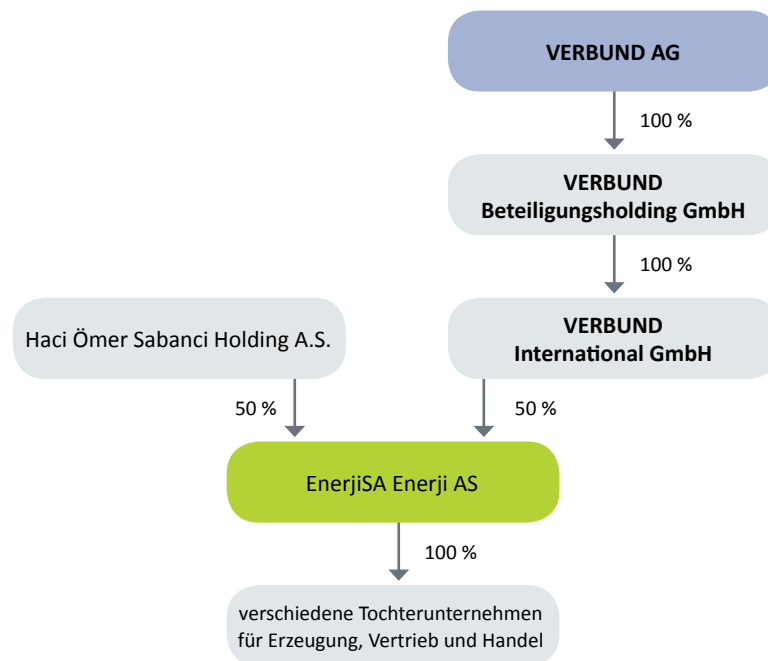 VERBUND AG
100 %
VERBUND
Beteiligungsholding GmbH
100 %
Haci Ömer Sabanci Holding A.S.
VERBUND
International GmbH
50 %
50 %
EnerjiSA Enerji AS
100 %
verschiedene Tochterunternehmen
für Erzeugung, Vertrieb und Handel